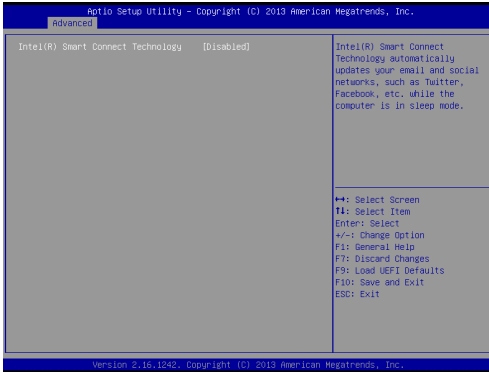 Aptio Setup Utility – Copyright (C) 2013 American Megatrends, Inc.
Advanced
Intel(R) Smart Connect Technology [Disabled]
Intel(R) Smart Connect
Technology automatically
updates your email and social
networks, such as Twitter,
Facebook, etc. while the
computer is in sleep mode.
↔: Select Screen
↑↓: Select Item
Enter: Select
+/-: Change Option
F1: General Help
F7: Discard Changes
F9: Load UEFI Defaults
F10: Save and Exit
ESC: Exit
Version 2.16.1242. Copyright (C) 2013 American Megatrends, Inc.